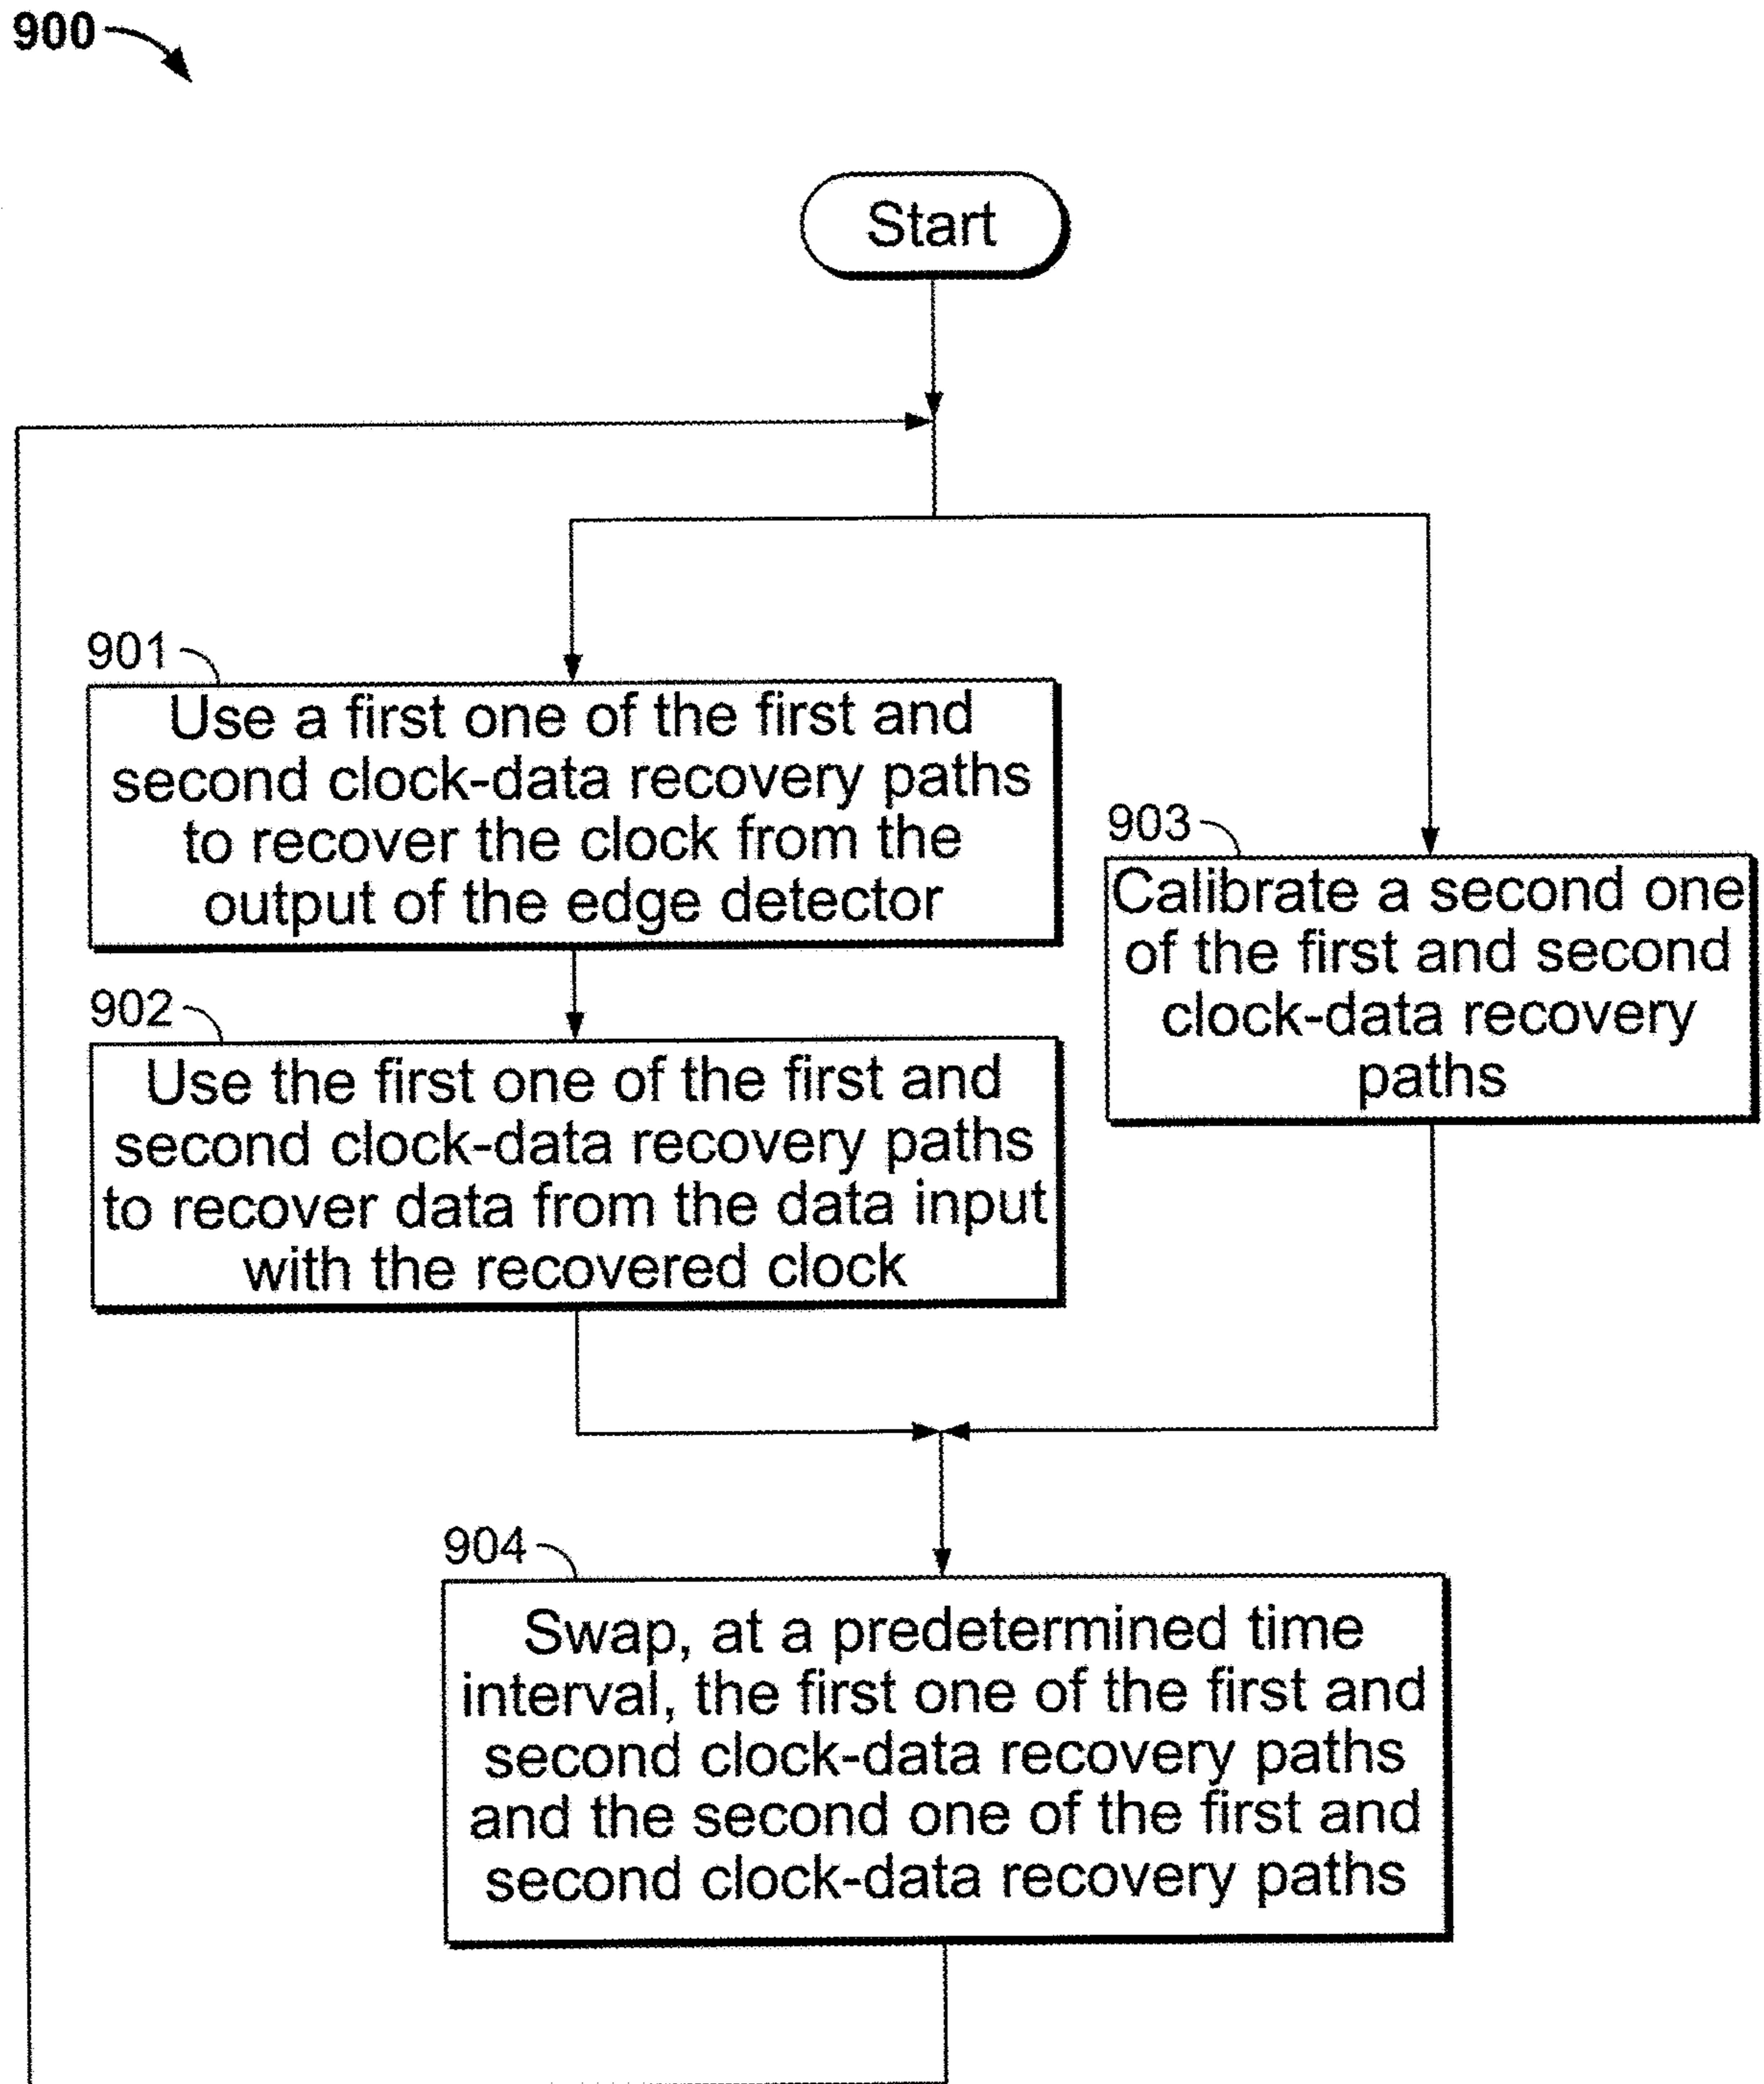 900
Start
901
Use a first one of the first and
second clock-data recovery paths
to recover the clock from the
output of the edge detector
902
Use the first one of the first and
second clock-data recovery paths
to recover data from the data input
with the recovered clock
903
Calibrate a second one
of the first and second
clock-data recovery
paths
904
Swap, at a predetermined time
interval, the first one of the first and
second clock-data recovery paths
and the second one of the first and
second clock-data recovery paths